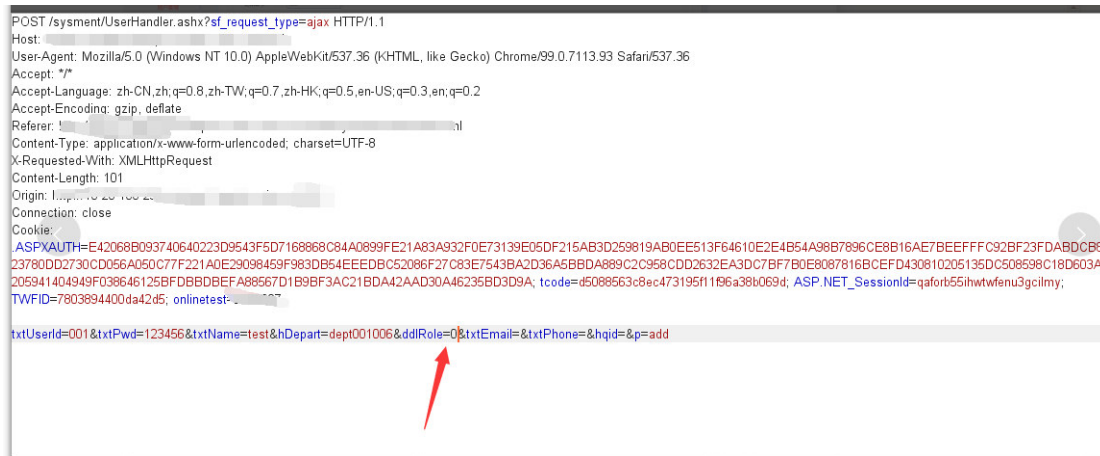 POST /sysment/UserHandler.ashx?sf_request_type=ajax HTTP/1.1
Host:
User-Agent: Mozilla/5.0 (Windows NT 10.0) AppleWebKit/537.36 (KHTML, like Gecko) Chrome/99.0.7113.93 Safari/537.36
Accept: */*
Accept-Language: zh-CN,zh;q=0.8,zh-TW;q=0.7,zh-HK;q=0.5,en-US;q=0.3,en;q=0.2
Accept-Encoding: gzip, deflate
Referer:
Content-Type: application/x-www-form-urlencoded; charset=UTF-8
X-Requested-With: XMLHttpRequest
Content-Length: 101
Origin:
Connection: close
Cookie:
.ASPXAUTH=E42068B093740640223D9543F5D7168868C84A0899FE21A83A932F0E73139E05DF215AB3D259819AB0EE513F64610E2E4B54A98B7896CE8B16AE7BEEFFFC92BF23FDABDCB8
23780DD2730CD056A050C77F221A0E29098459F983DB54EEEDBC52086F27C83E7543BA2D36A5BBDA889C2C958CDD2632EA3DC7BF7B0E8087816BCEFD430810205135DC508598C18D603A
205941404949F038646125BFDBBDBEFA88567D1B9BF3AC21BDA42AAD30A46235BD3D9A; tcode=d5088563c8ec473195f11f96a38b069d; ASP.NET_SessionId=qaforb55ihwtwfenu3gcilmy;
TWFID=7803894400da42d5; onlinetest-
txtUserId=001&txtPwd=123456&txtName=test&hDepart=dept001006&ddlRole=0&txtEmail=&txtPhone=&hqid=&p=add